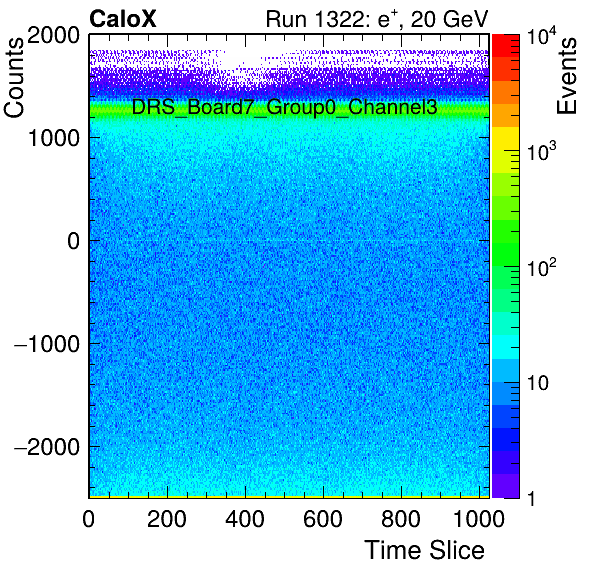 CaloX Run 1322: e+, 20 GeV
Counts
Events
DRS_Board7_Group0_Channel3
2000
1000
0
−1000
−2000
0 200 400 600 800 1000
Time Slice
10^4
10^3
10^2
10
1